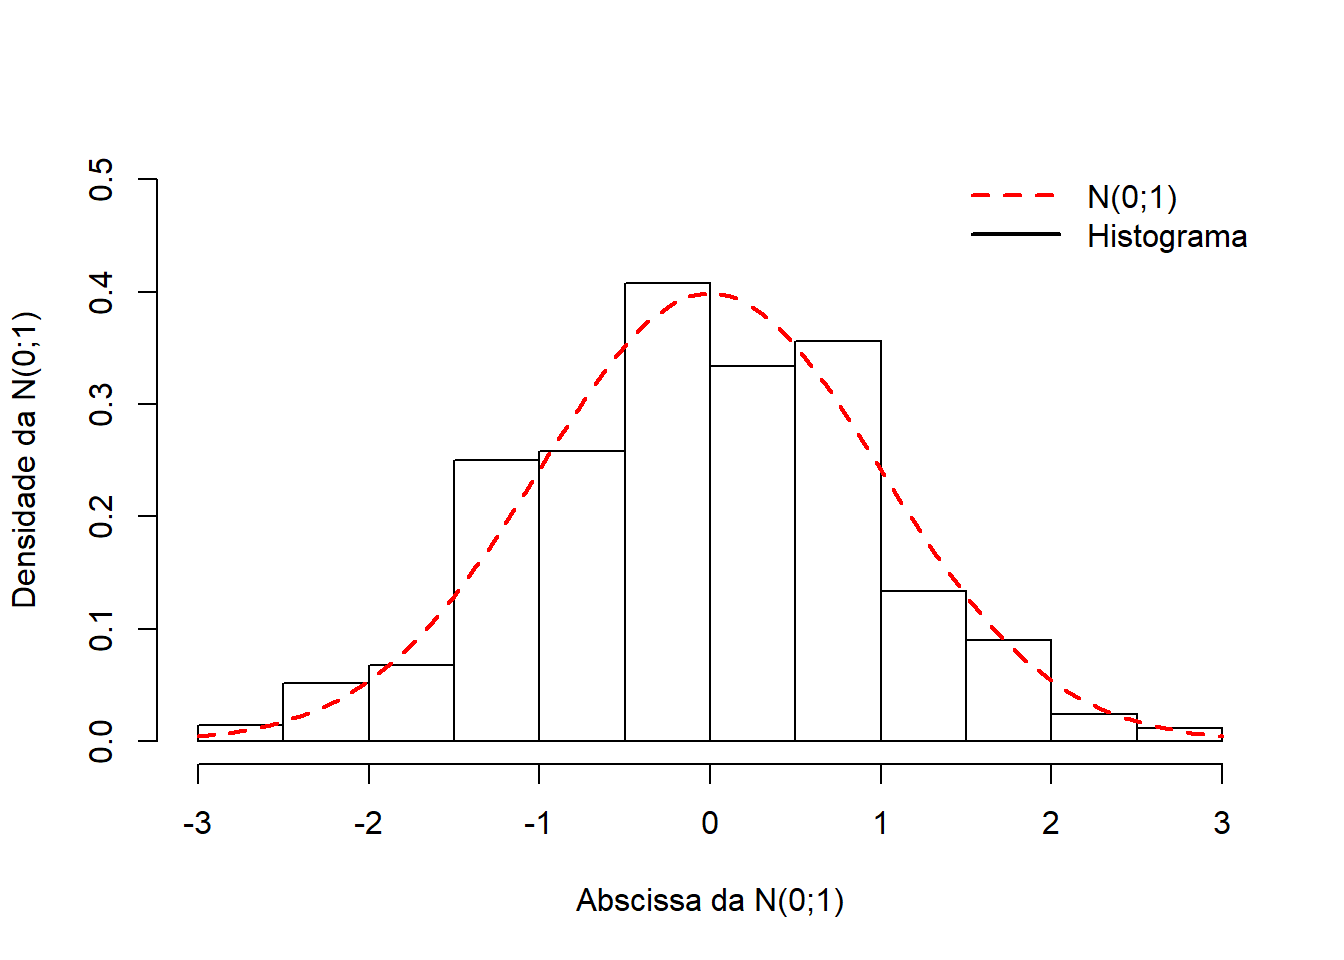 N(0;1)
Histograma
Densidade da N(0;1)
0.5
0.4
0.3
0.2
0.1
0.0
-3 -2 -1 0 1 2 3
Abscissa da N(0;1)